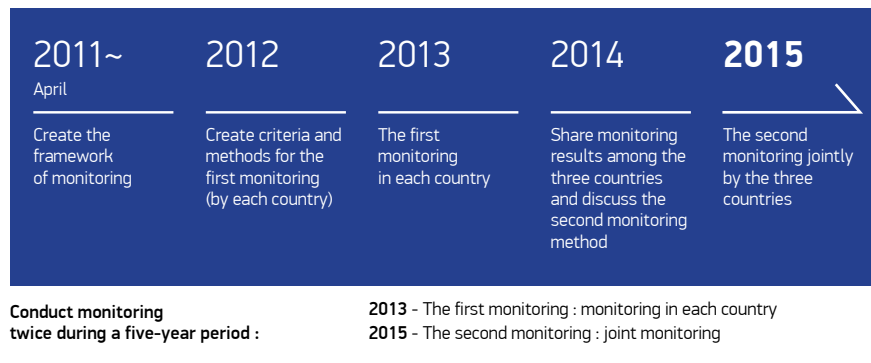 2011~
April
Create the
framework
of monitoring
2012
Create criteria and
methods for the
first monitoring
(by each country)
2013
The first
monitoring
in each country
2014
Share monitoring
results among the
three countries
and discuss the
second monitoring
method
2015
The second
monitoring jointly
by the three
countries
Conduct monitoring
twice during a five-year period :
2013 - The first monitoring : monitoring in each country
2015 - The second monitoring : joint monitoring